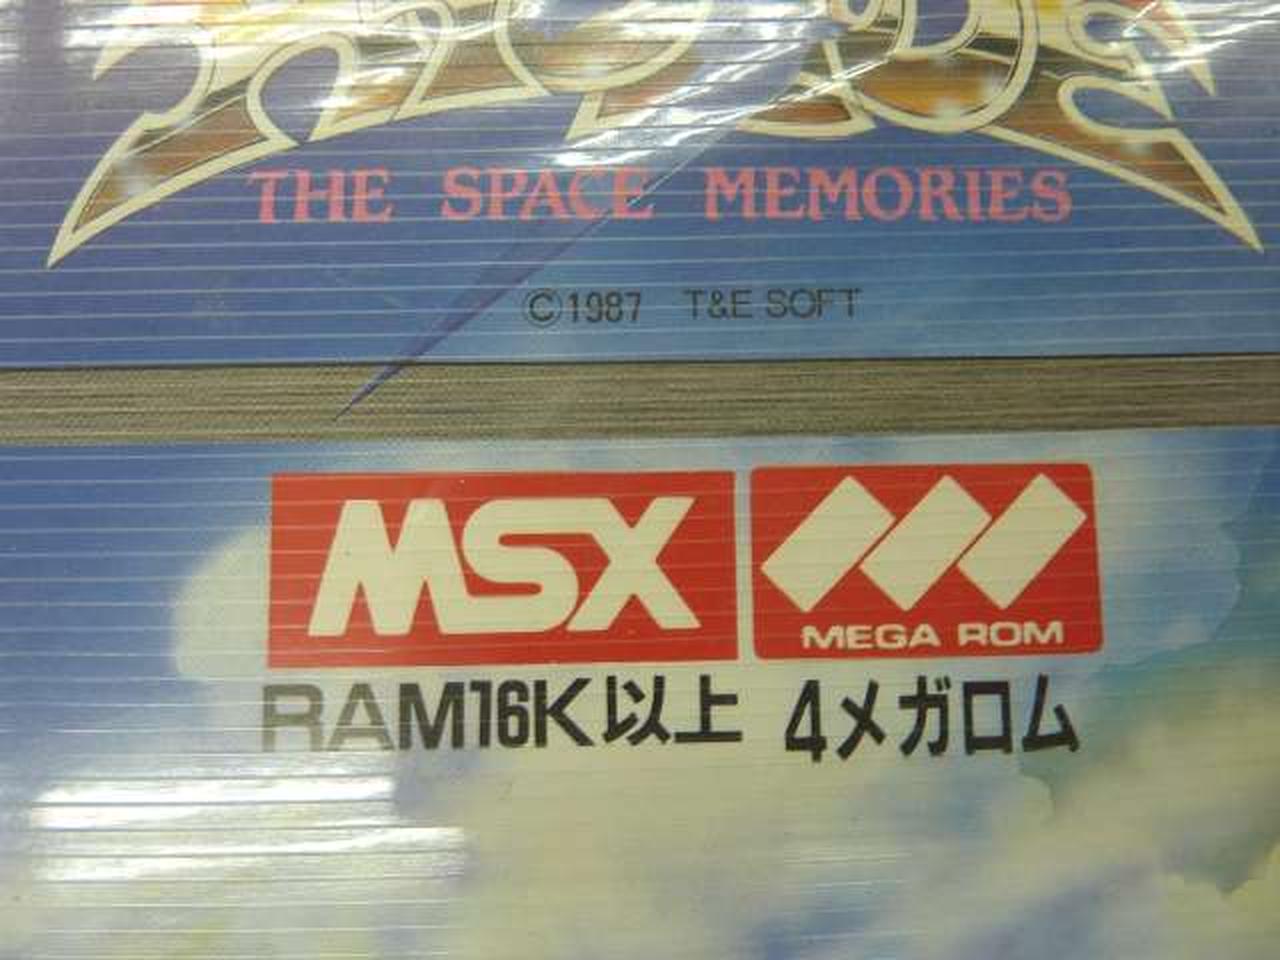 THE SPACE MEMORIES
©1987 T&E SOFT
MSX
MEGA ROM
RAM16K以上 4メガロム